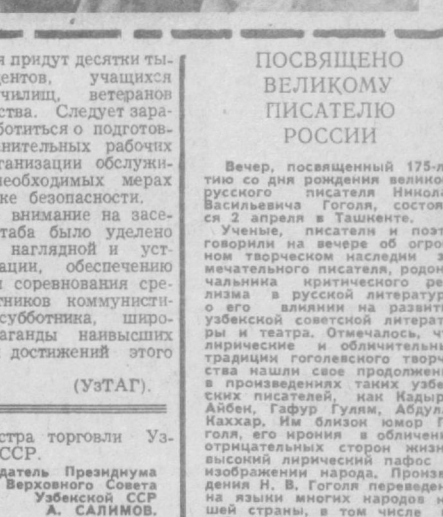 я придут десятки ты-
дентов, учащихся
училищ, ветеранов
ства. Следует зара-
ботиться о подготов-
нительных рабочих
ганизации обслужи-
необходимых мерах
ке безопасности.
внимание на засе-
таба было уделено
наглядной и уст-
ации, обеспечению
и соревнования сре-
тников коммунисти-
субботника, широ-
паганды наивысших
достижений этого
(УзТАГ).
стра торговли Уз-
ССР.
датель Президиума
Верховного Совета
Узбекской ССР
А. САЛИМОВ.
ПОСВЯЩЕНО
ВЕЛИКОМУ
ПИСАТЕЛЮ
РОССИИ
Вечер, посвященный 175-л
тию со дня рождения велико
русского писателя Никол
Васильевича Гоголя, состоя
ся 2 апреля в Ташкенте.
Ученые, писатели и поэт
говорили на вечере об огро
ном творческом наследии з
мечательного писателя, родон
чальника критического ре
лизма в русской литератур
о его влиянии на развити
узбекской советской литерат
ры и театра. Отмечалось, ч
лирические и обличительны
традиции гоголевского творч
ства нашли свое продолжен
в произведениях таких узбе
ских писателей, как Кадыр
Айбек, Гафур Гулям, Абдул
Каххар. Им близок юмор Г
голя, его ирония в обличени
отрицательных сторон жизн
высокий лирический пафос
изображении народа. Произв
дения Н. В. Гоголя переведен
на языки многих народов н
шей страны, в том числе